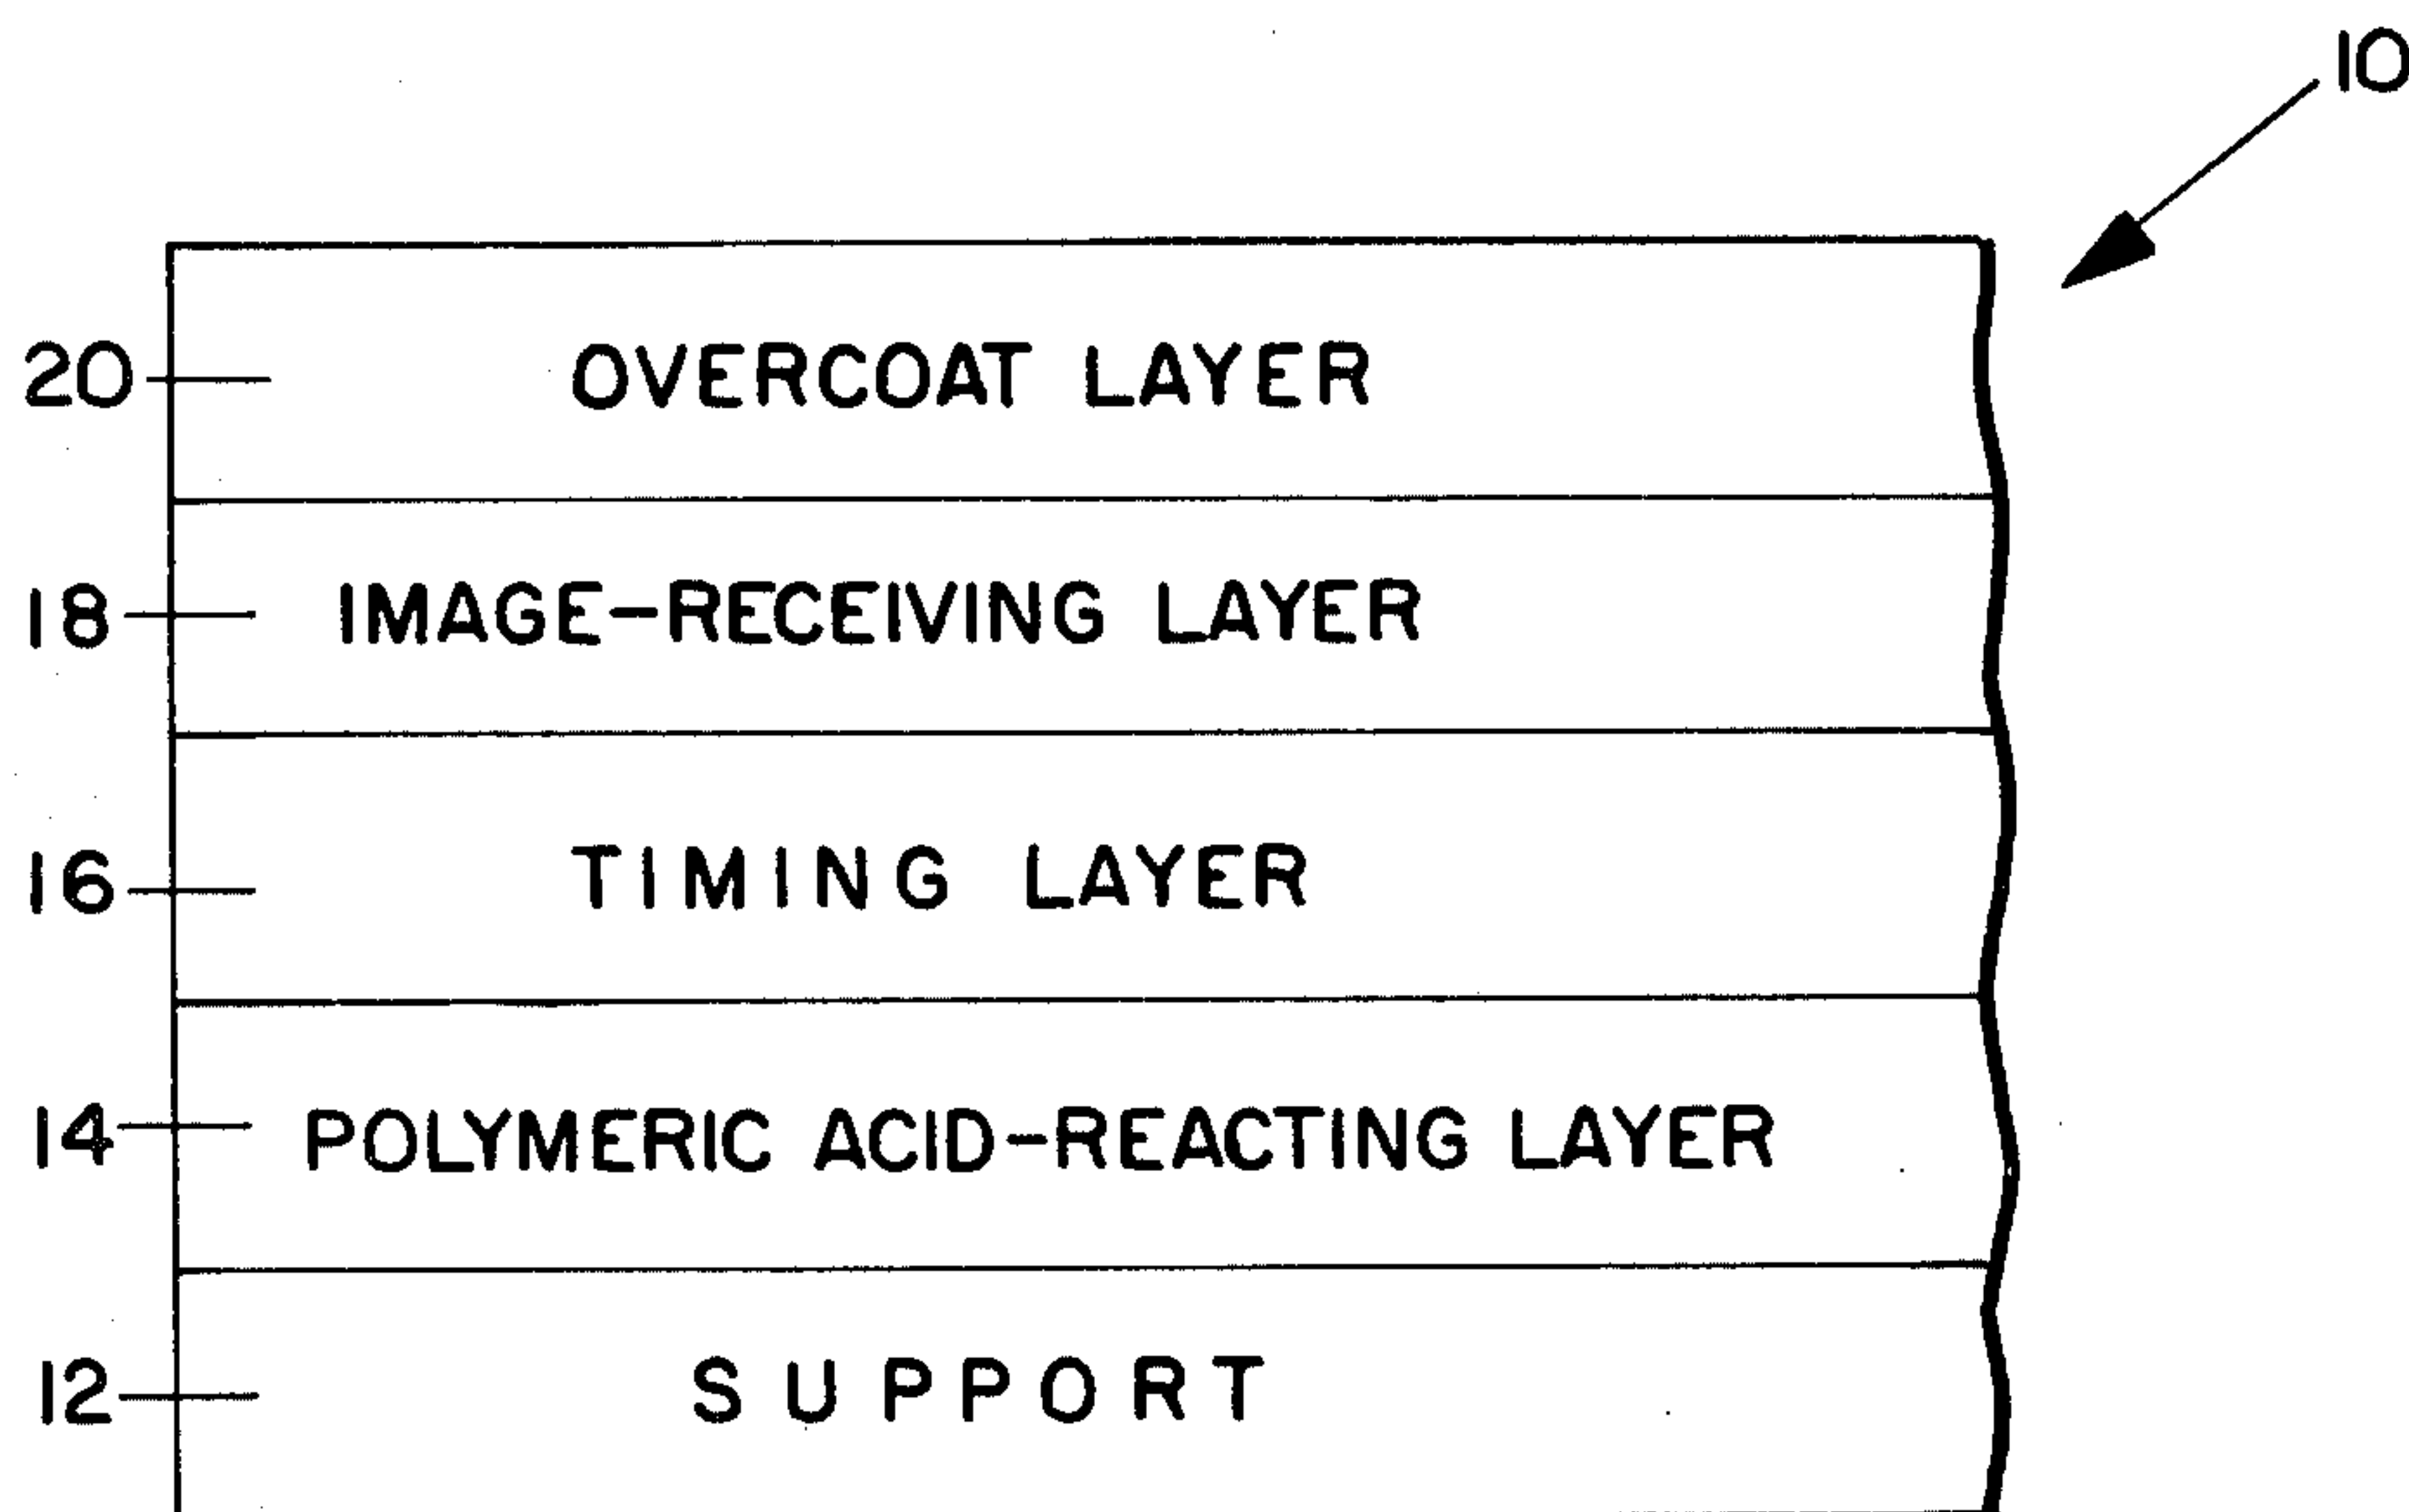 10
20 OVERCOAT LAYER
18 IMAGE-RECEIVING LAYER
16 TIMING LAYER
14 POLYMERIC ACID-REACTING LAYER
12 SUPPORT